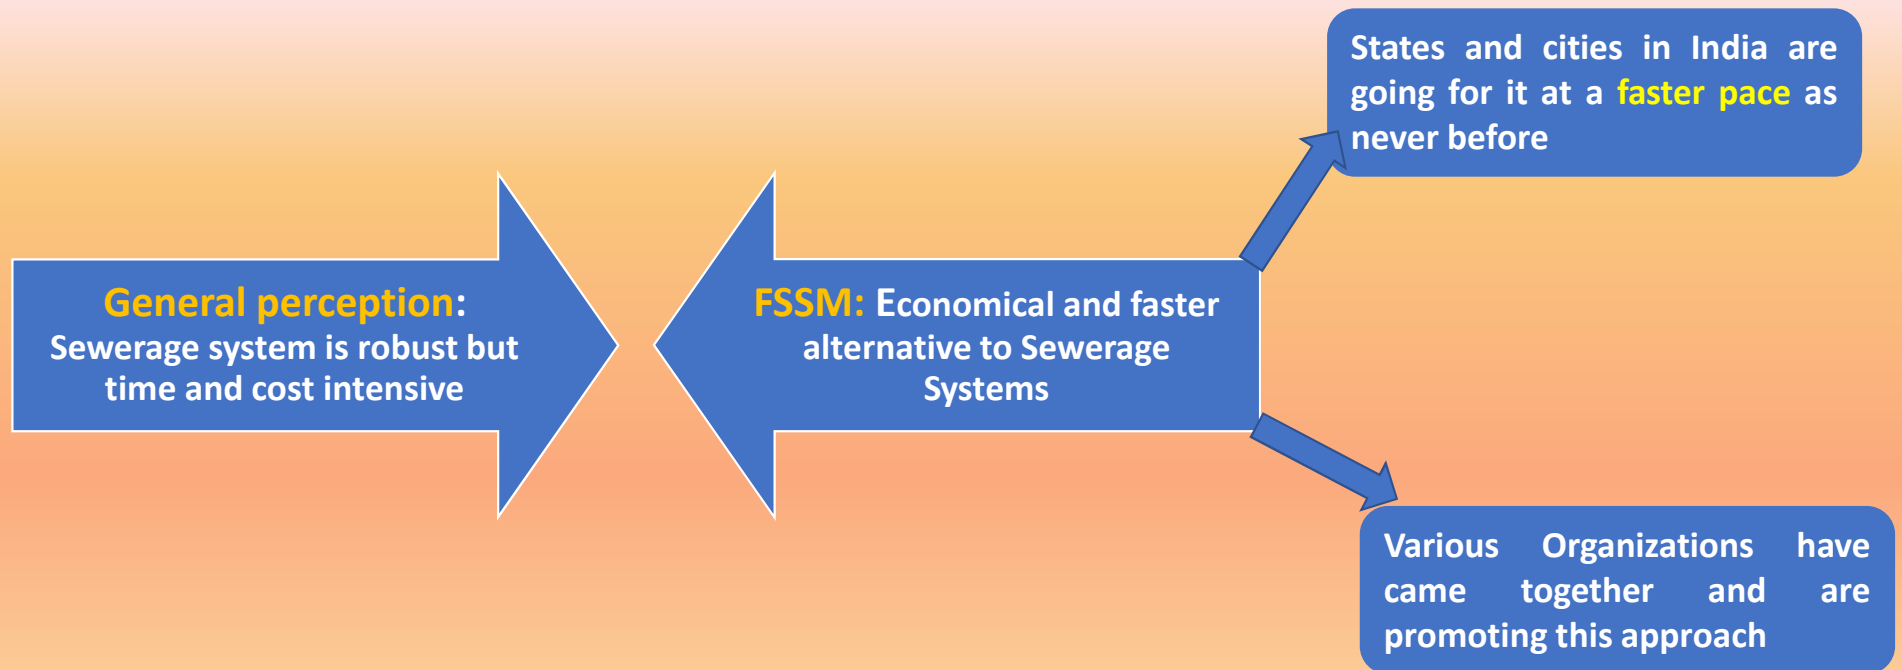 General perception:
Sewerage system is robust but
time and cost intensive
FSSM: Economical and faster
alternative to Sewerage
Systems
States and cities in India are
going for it at a faster pace as
never before
Various Organizations have
came together and are
promoting this approach